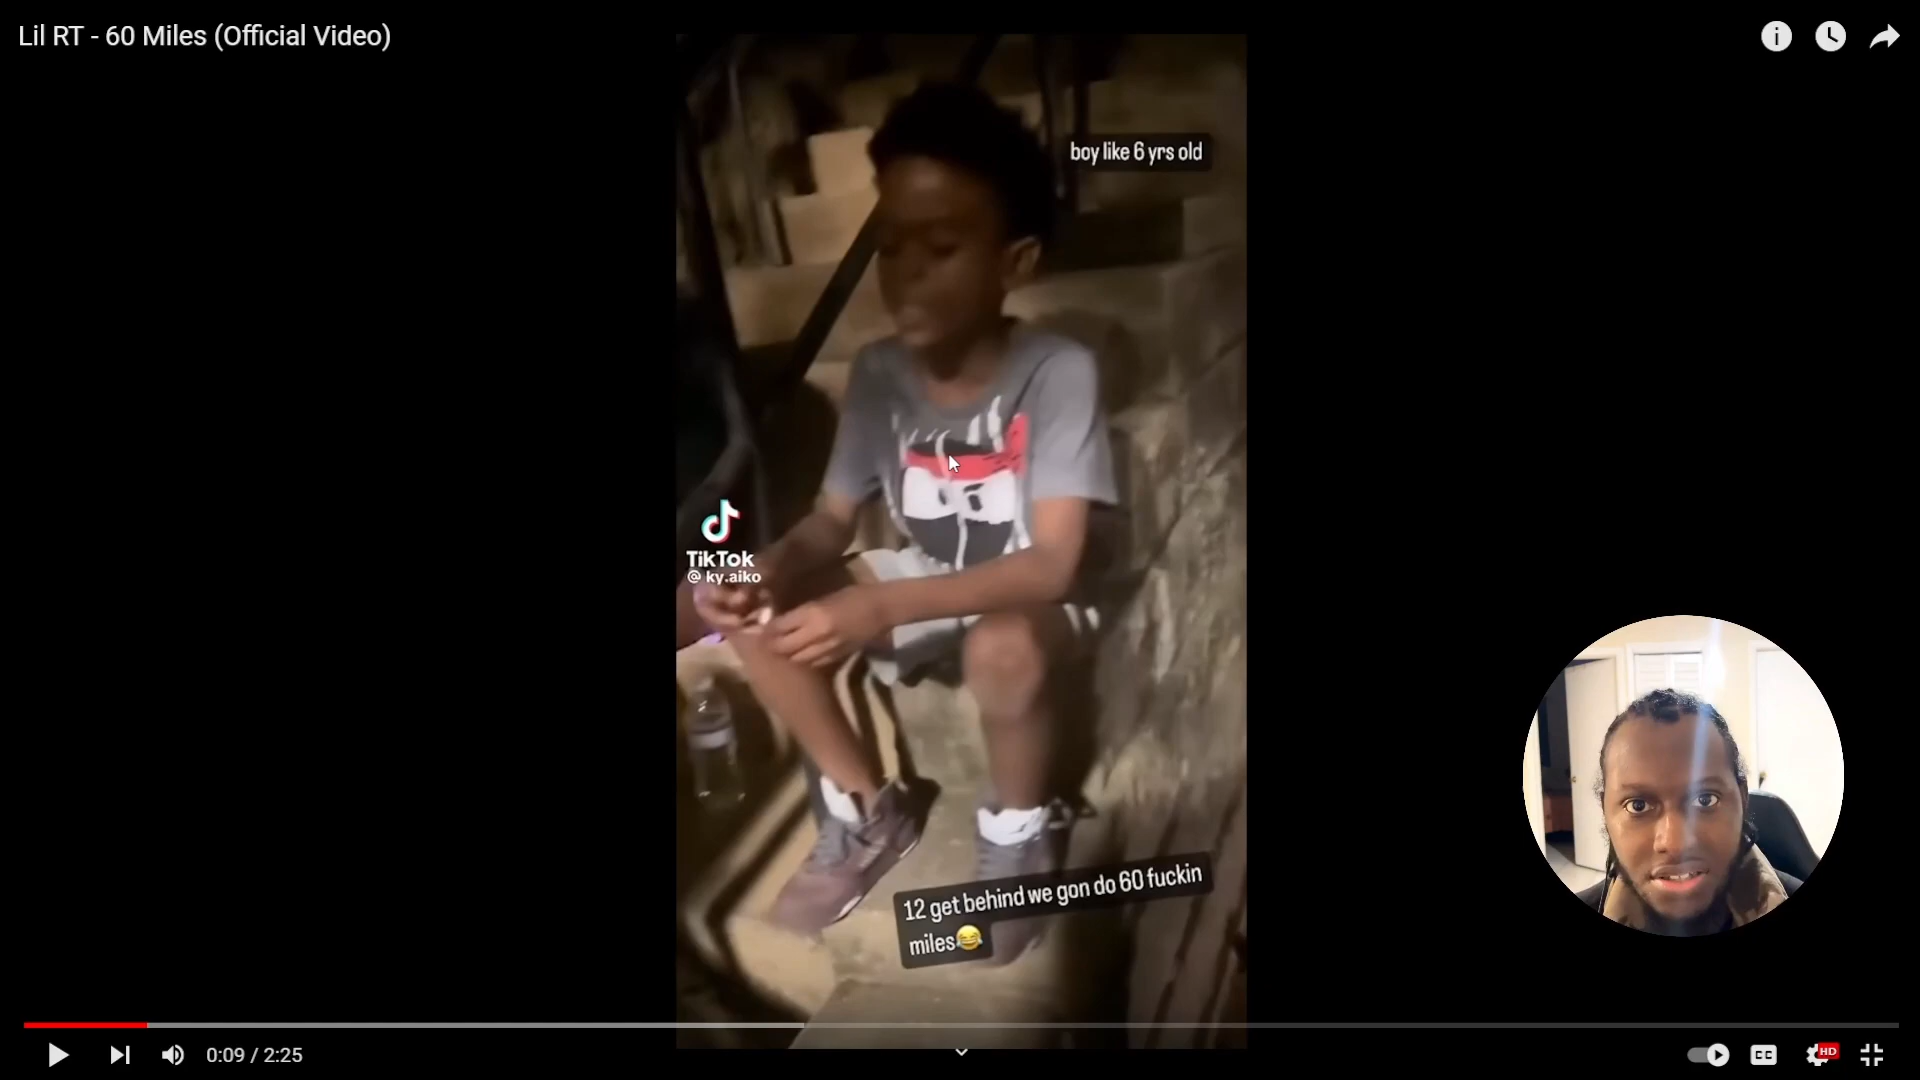 Lil RT - 60 Miles (Official Video)
boy like 6 yrs old
TikTok
@ ky.aiko
12 get behind we gon do 60 fuckin
miles😂
0:09 / 2:25
CC
HD